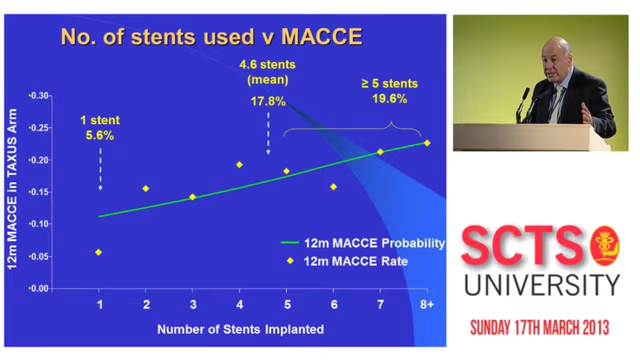 No. of stents used v MACCE
4.6 stents
(mean)
17.8%
≥ 5 stents
19.6%
1 stent
5.6%
12m MACCE in TAXUS Arm
0.30
0.25
0.20
0.15
0.10
0.05
0.00
12m MACCE Probability
12m MACCE Rate
1 2 3 4 5 6 7 8+
Number of Stents Implanted
SCTS
UNIVERSITY
SUNDAY 17TH MARCH 2013